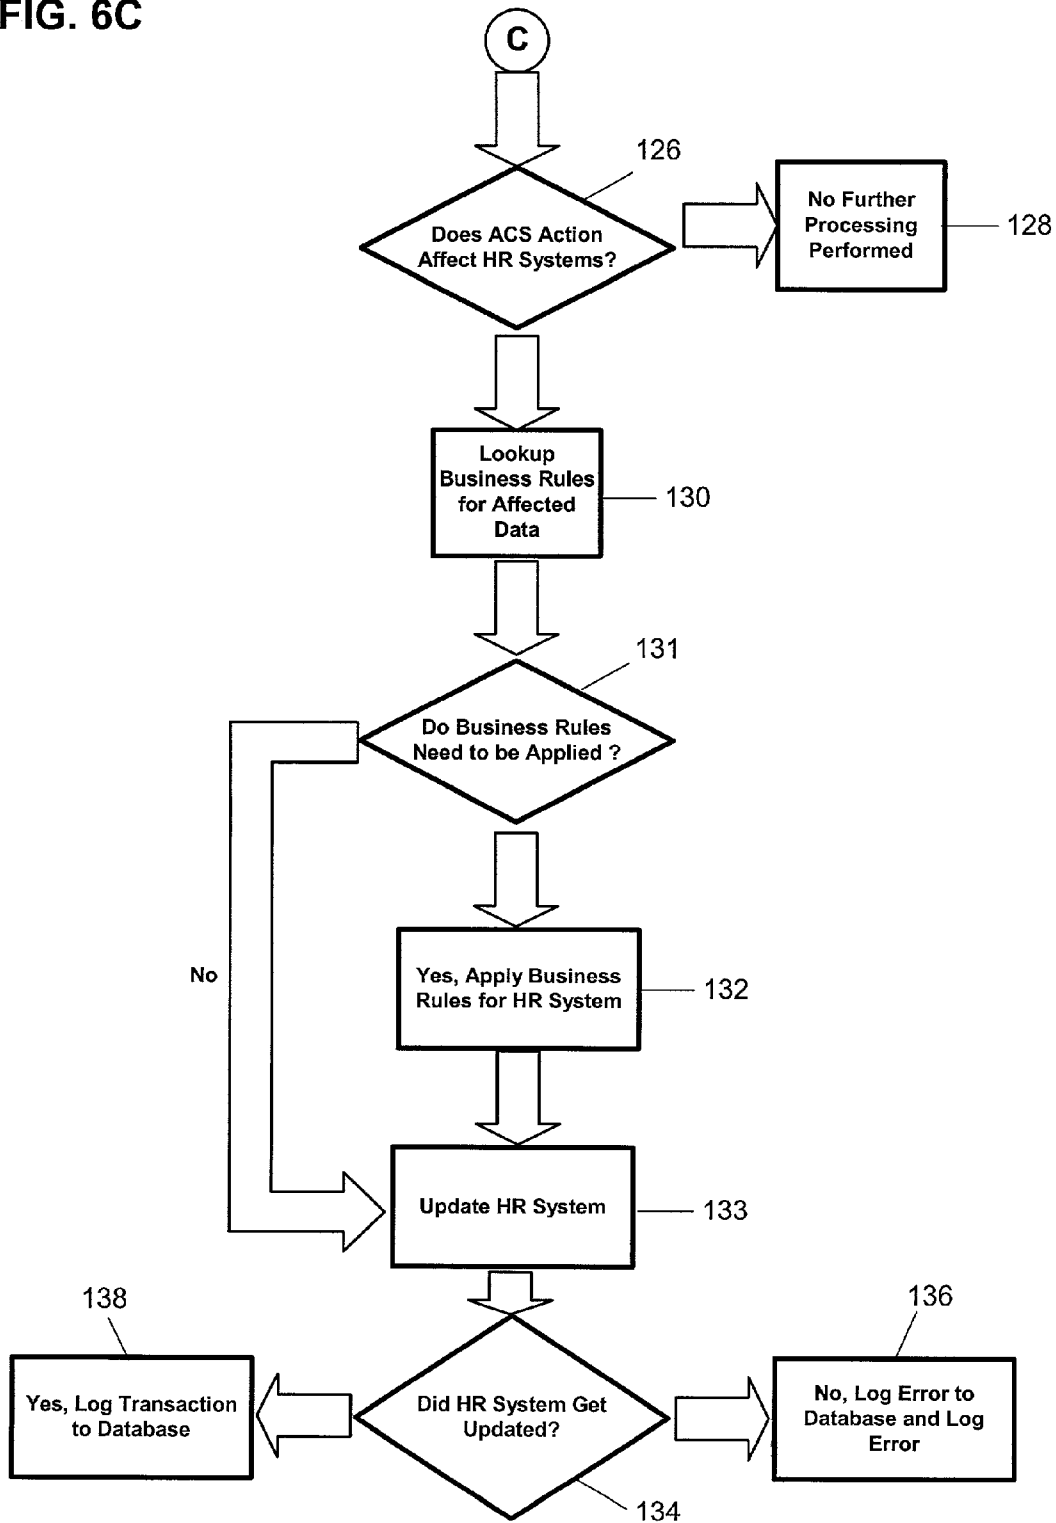 FIG. 6C
C
126
Does ACS Action
Affect HR Systems?
No Further
Processing
Performed
128
Lookup
Business Rules
for Affected
Data
130
131
Do Business Rules
Need to be Applied ?
No
Yes, Apply Business
Rules for HR System
132
Update HR System
133
138
136
Yes, Log Transaction
to Database
Did HR System Get
Updated?
No, Log Error to
Database and Log
Error
134